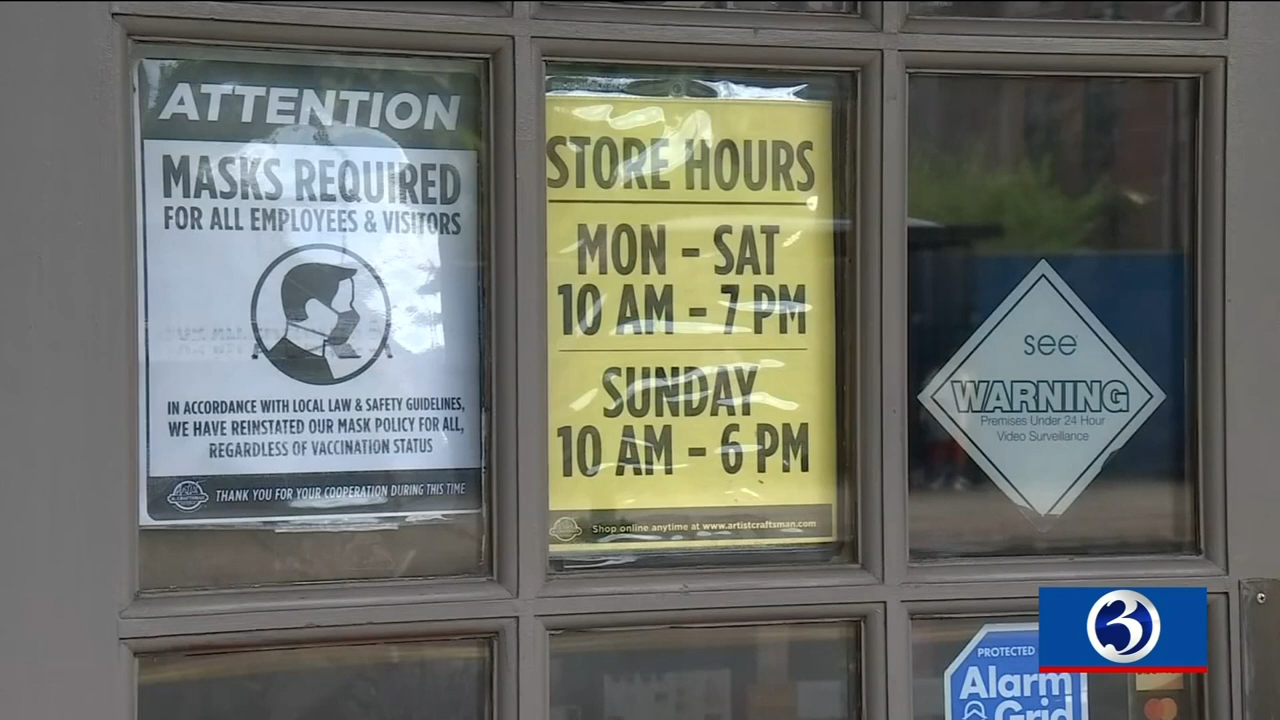 ATTENTION
MASKS REQUIRED
FOR ALL EMPLOYEES & VISITORS
IN ACCORDANCE WITH LOCAL LAW & SAFETY GUIDELINES,
WE HAVE REINSTATED OUR MASK POLICY FOR ALL,
REGARDLESS OF VACCINATION STATUS
THANK YOU FOR YOUR COOPERATION DURING THIS TIME
STORE HOURS
MON - SAT
10 AM - 7 PM
SUNDAY
10 AM - 6 PM
Shop online anytime at www.artistcraftsman.com
see
WARNING
Premises Under 24 Hour
Video Surveillance
PROTECTED
Alarm
Grid
3